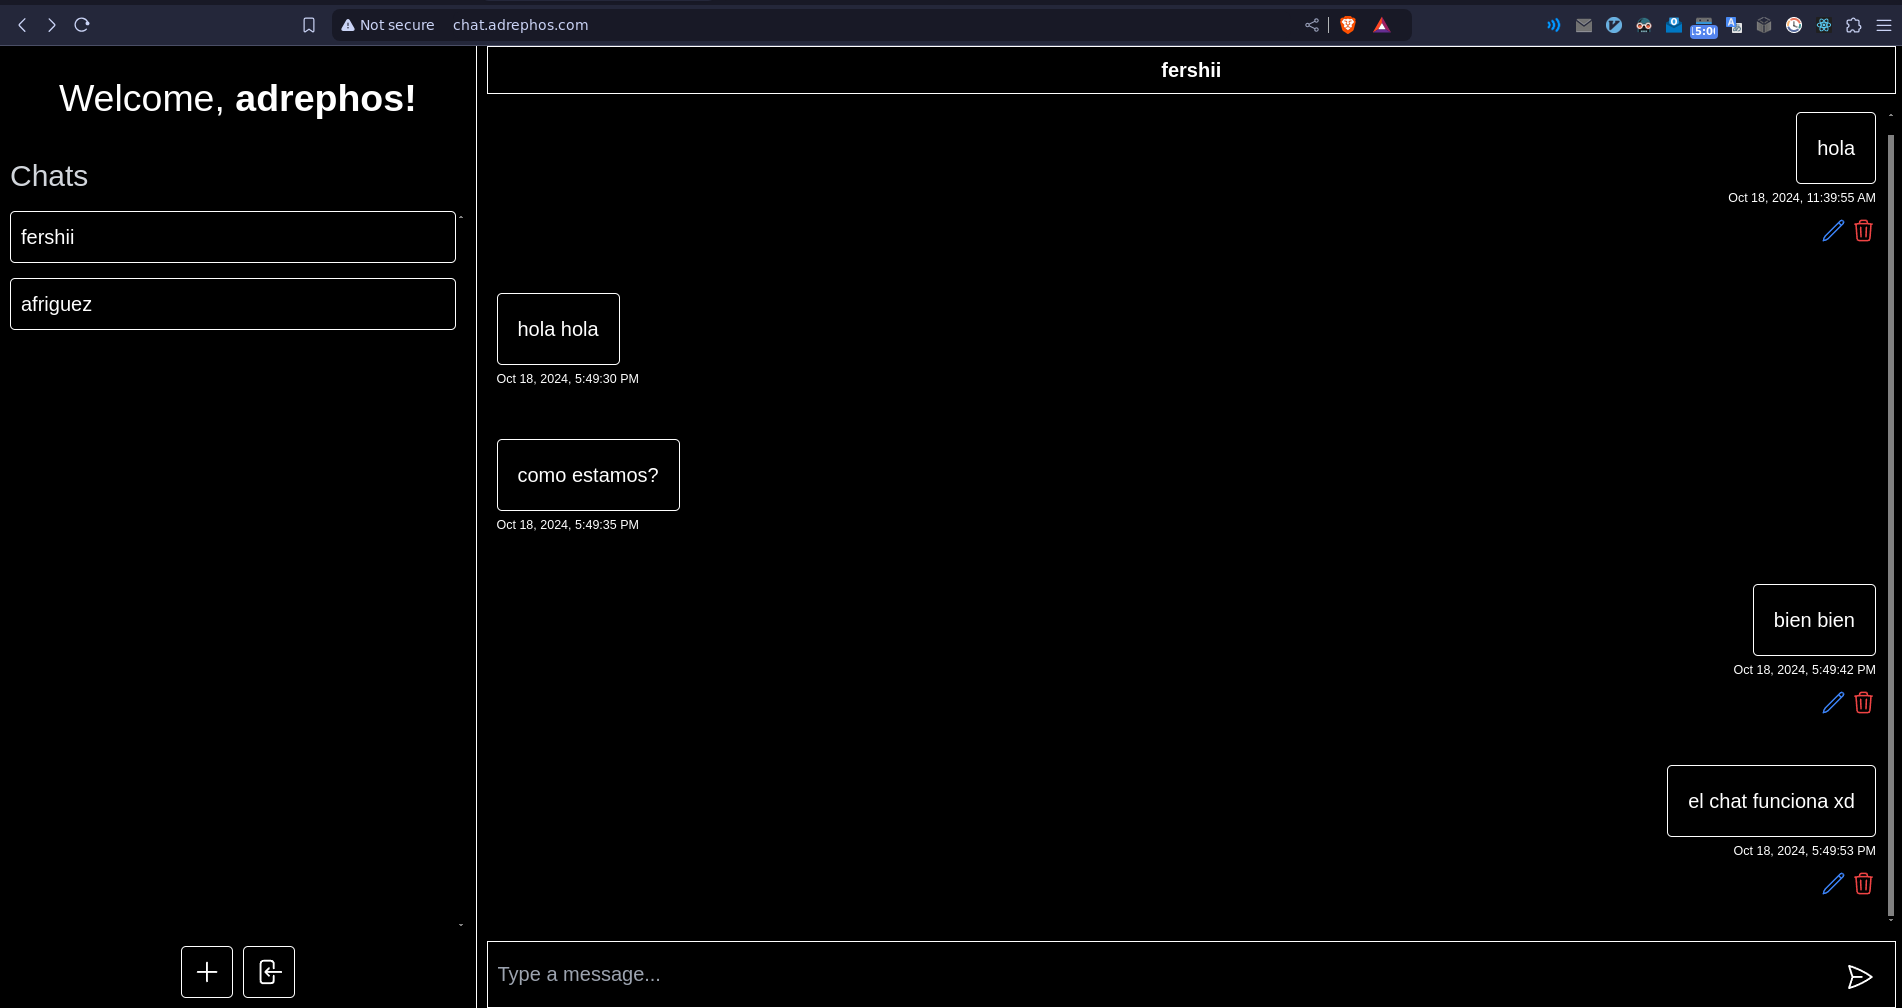 Not secure chat.adrephos.com
Welcome, adrephos!
Chats
fershii
afriguez
fershii
hola
Oct 18, 2024, 11:39:55 AM
hola hola
Oct 18, 2024, 5:49:30 PM
como estamos?
Oct 18, 2024, 5:49:35 PM
bien bien
Oct 18, 2024, 5:49:42 PM
el chat funciona xd
Oct 18, 2024, 5:49:53 PM
Type a message...